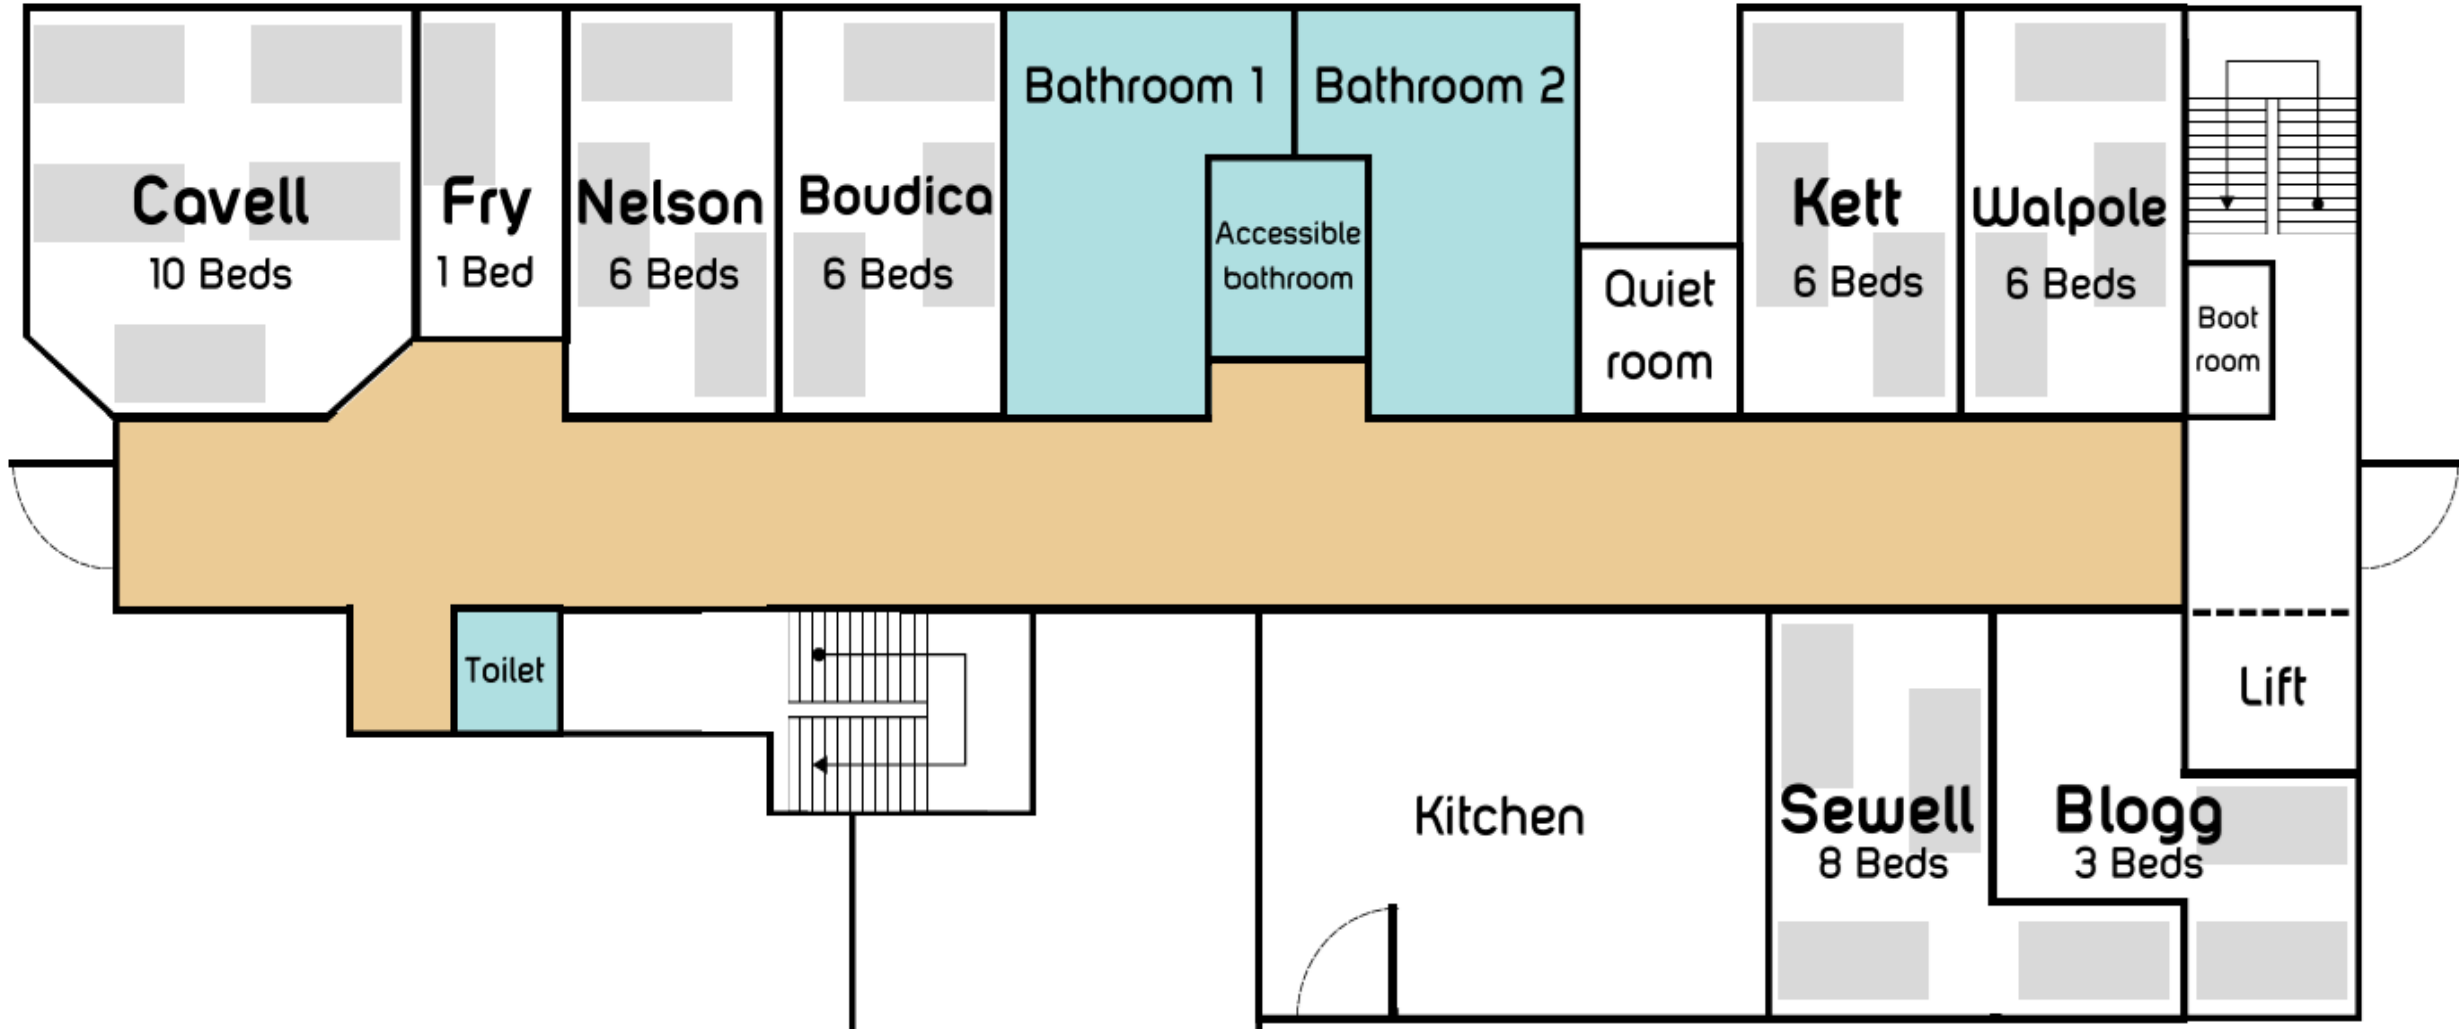 Bathroom 1
Bathroom 2
Cavell
10 Beds
Fry
1 Bed
Nelson
6 Beds
Boudica
6 Beds
Accessible
bathroom
Quiet
room
Kett
6 Beds
Walpole
6 Beds
Boot
room
Toilet
Lift
Kitchen
Sewell
8 Beds
Blogg
3 Beds